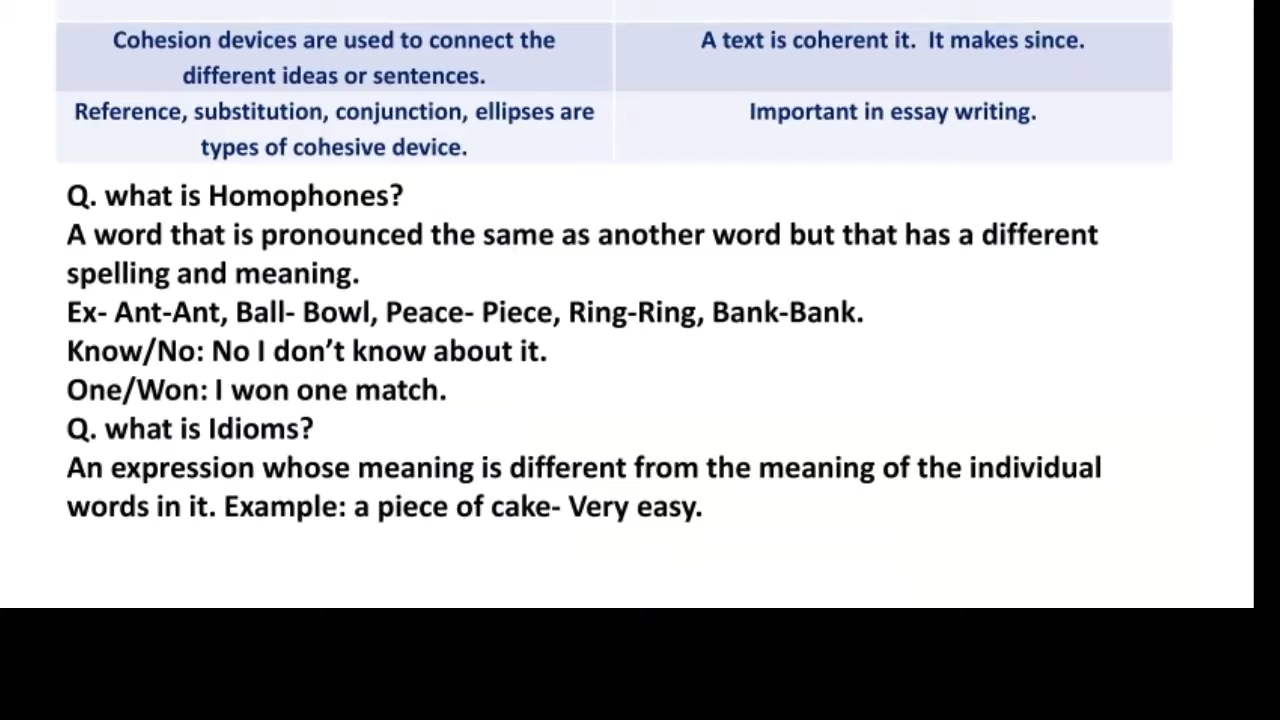 Cohesion devices are used to connect the
different ideas or sentences.
A text is coherent it.  It makes since.
Reference, substitution, conjunction, ellipses are
types of cohesive device.
Important in essay writing.
Q. what is Homophones?
A word that is pronounced the same as another word but that has a different
spelling and meaning.
Ex- Ant-Ant, Ball- Bowl, Peace- Piece, Ring-Ring, Bank-Bank.
Know/No: No I don’t know about it.
One/Won: I won one match.
Q. what is Idioms?
An expression whose meaning is different from the meaning of the individual
words in it. Example: a piece of cake- Very easy.